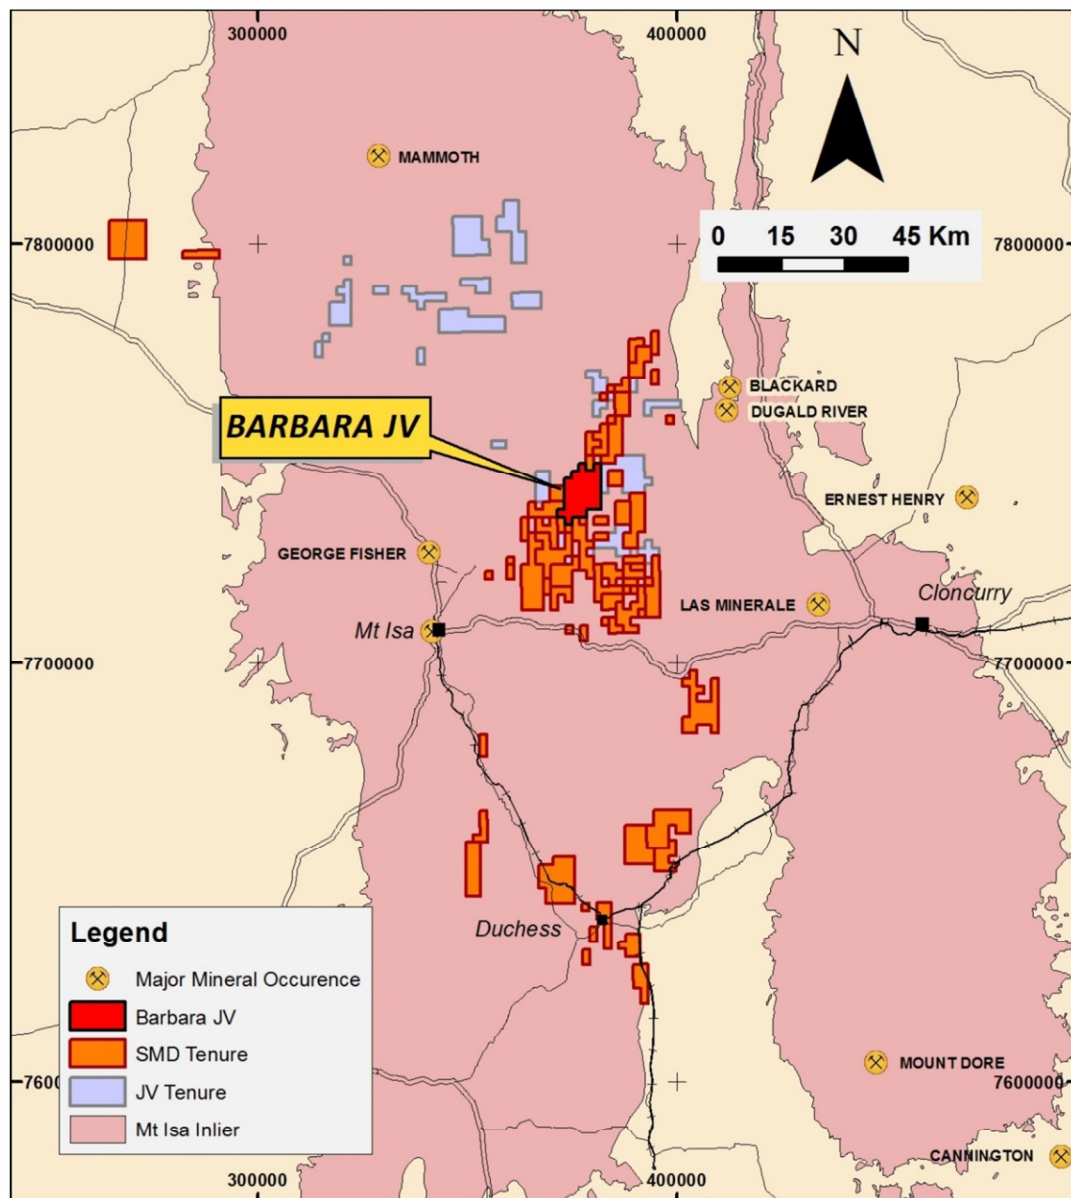 300000
400000
N
MAMMOTH
7800000
0 15 30 45 Km
7800000
BLACKARD
DUGALD RIVER
BARBARA JV
ERNEST HENRY
GEORGE FISHER
LAS MINERALE
Cloncurry
Mt Isa
7700000
7700000
Duchess
Legend
Major Mineral Occurence
Barbara JV
SMD Tenure
JV Tenure
Mt Isa Inlier
MOUNT DORE
7600000
7600000
CANNINGTON
300000
400000